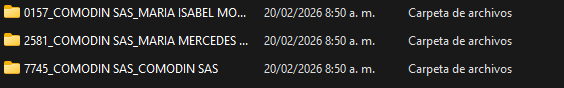 0157_COMODIN SAS_MARIA ISABEL MO... 20/02/2026 8:50 a. m. Carpeta de archivos
2581_COMODIN SAS_MARIA MERCEDES ... 20/02/2026 8:50 a. m. Carpeta de archivos
7745_COMODIN SAS_COMODIN SAS 20/02/2026 8:50 a. m. Carpeta de archivos